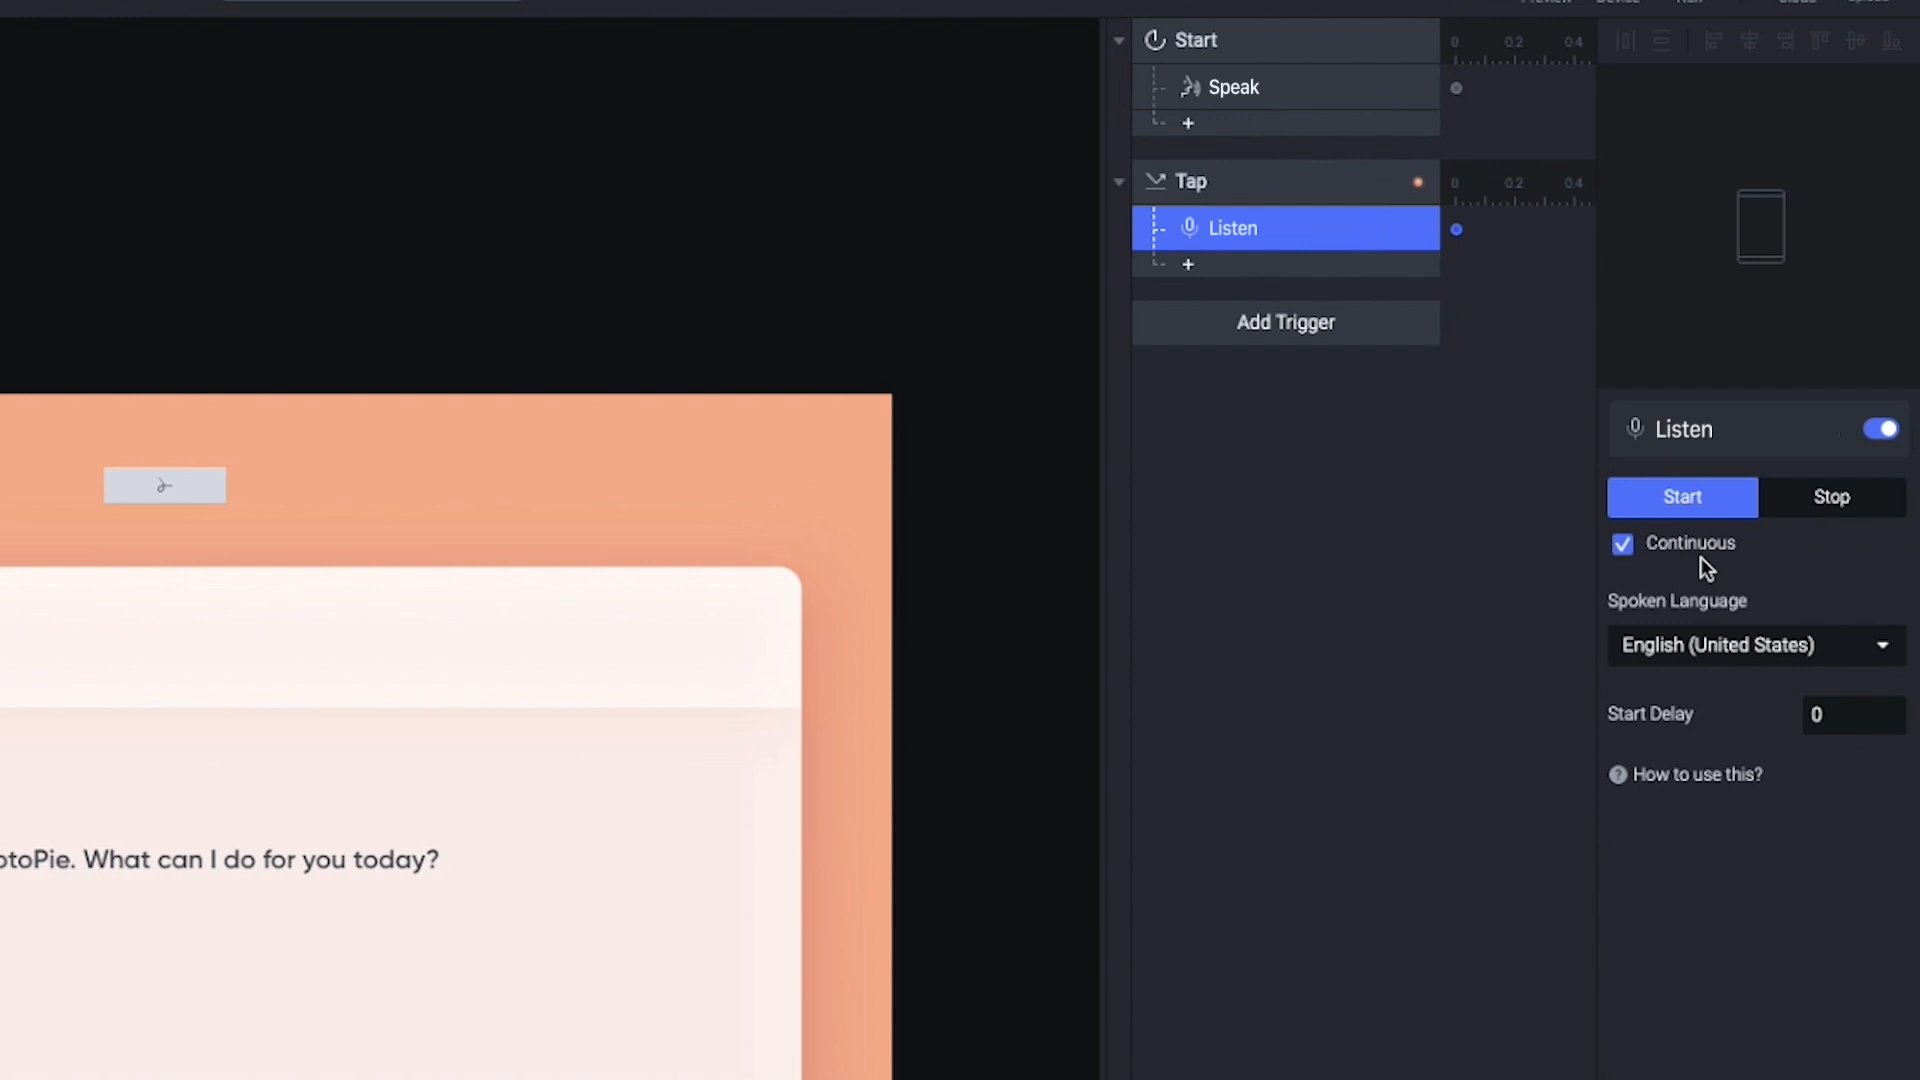 Start
0 0.2 0.4
Speak
+
Tap
0 0.2 0.4
Listen
+
Add Trigger
Listen
Start Stop
Continuous
Spoken Language
English (United States)
Start Delay 0
? How to use this?
otoPie. What can I do for you today?